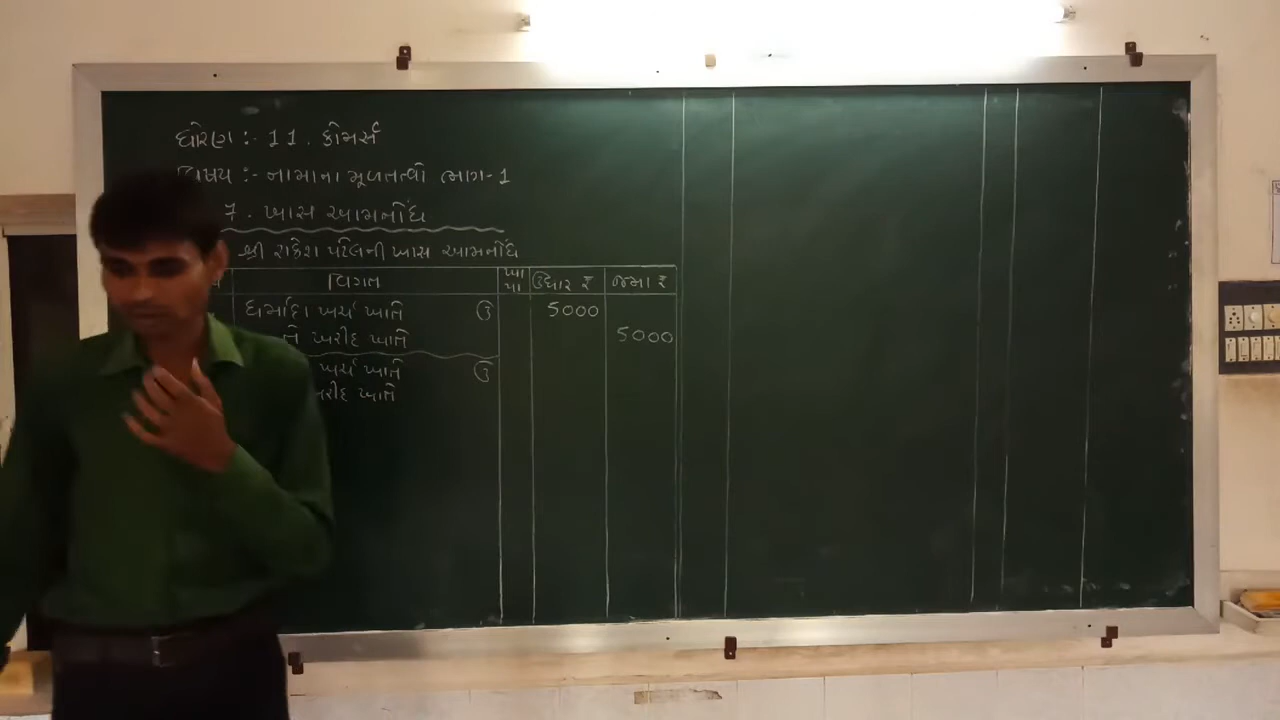 ધોરણ :- 11 . કોમર્સ
વિષય :- નામાના મૂળતત્વો ભાગ-1
7 . ખાસ આમનોંધ
શ્રી રાકેશ પટેલની ખાસ આમનોંધ
વિગત ખા પા ઉધાર ₹ જમા ₹
ધર્માદા ખર્ચ ખાતે ઉ 5000
તે ખરીદ ખાતે 5000
ખર્ચ ખાતે ઉ
ખરીદ ખાતે